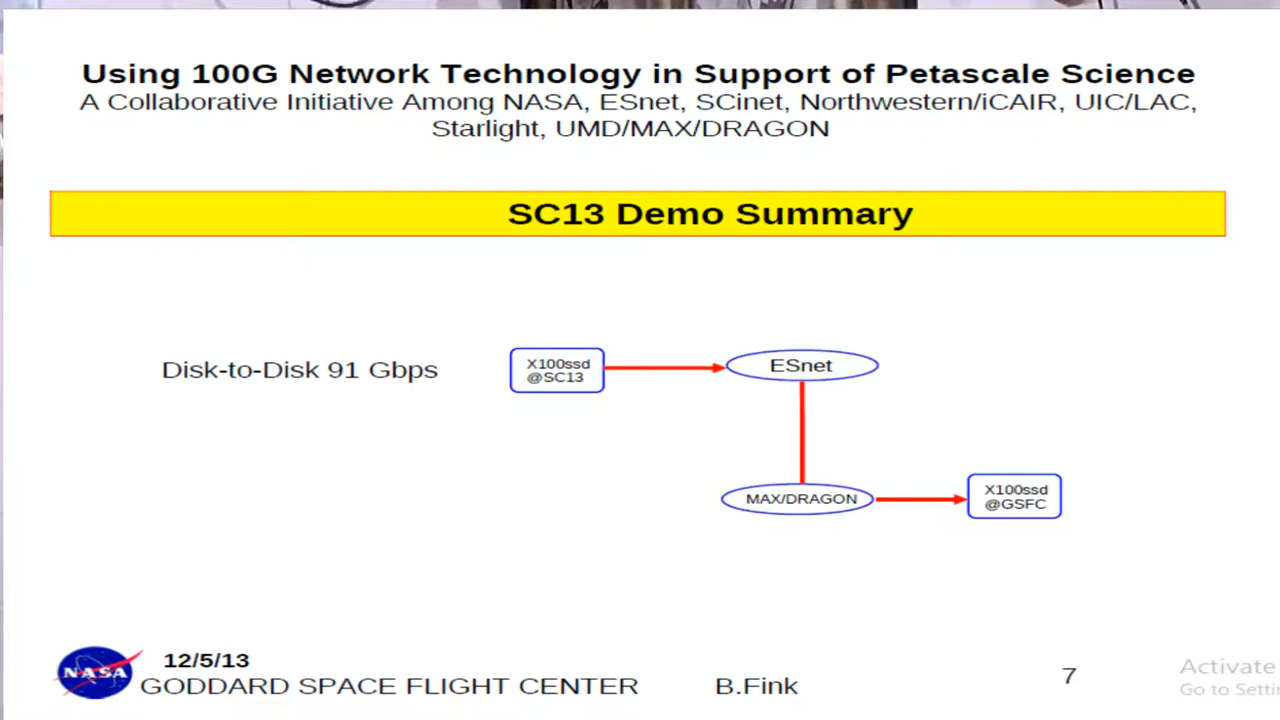 Using 100G Network Technology in Support of Petascale Science
A Collaborative Initiative Among NASA, ESnet, SCinet, Northwestern/iCAIR, UIC/LAC,
Starlight, UMD/MAX/DRAGON
SC13 Demo Summary
Disk-to-Disk 91 Gbps
X100ssd
@SC13
ESnet
MAX/DRAGON
X100ssd
@GSFC
NASA
12/5/13
GODDARD SPACE FLIGHT CENTER B.Fink
7
Activate
Go to Setti